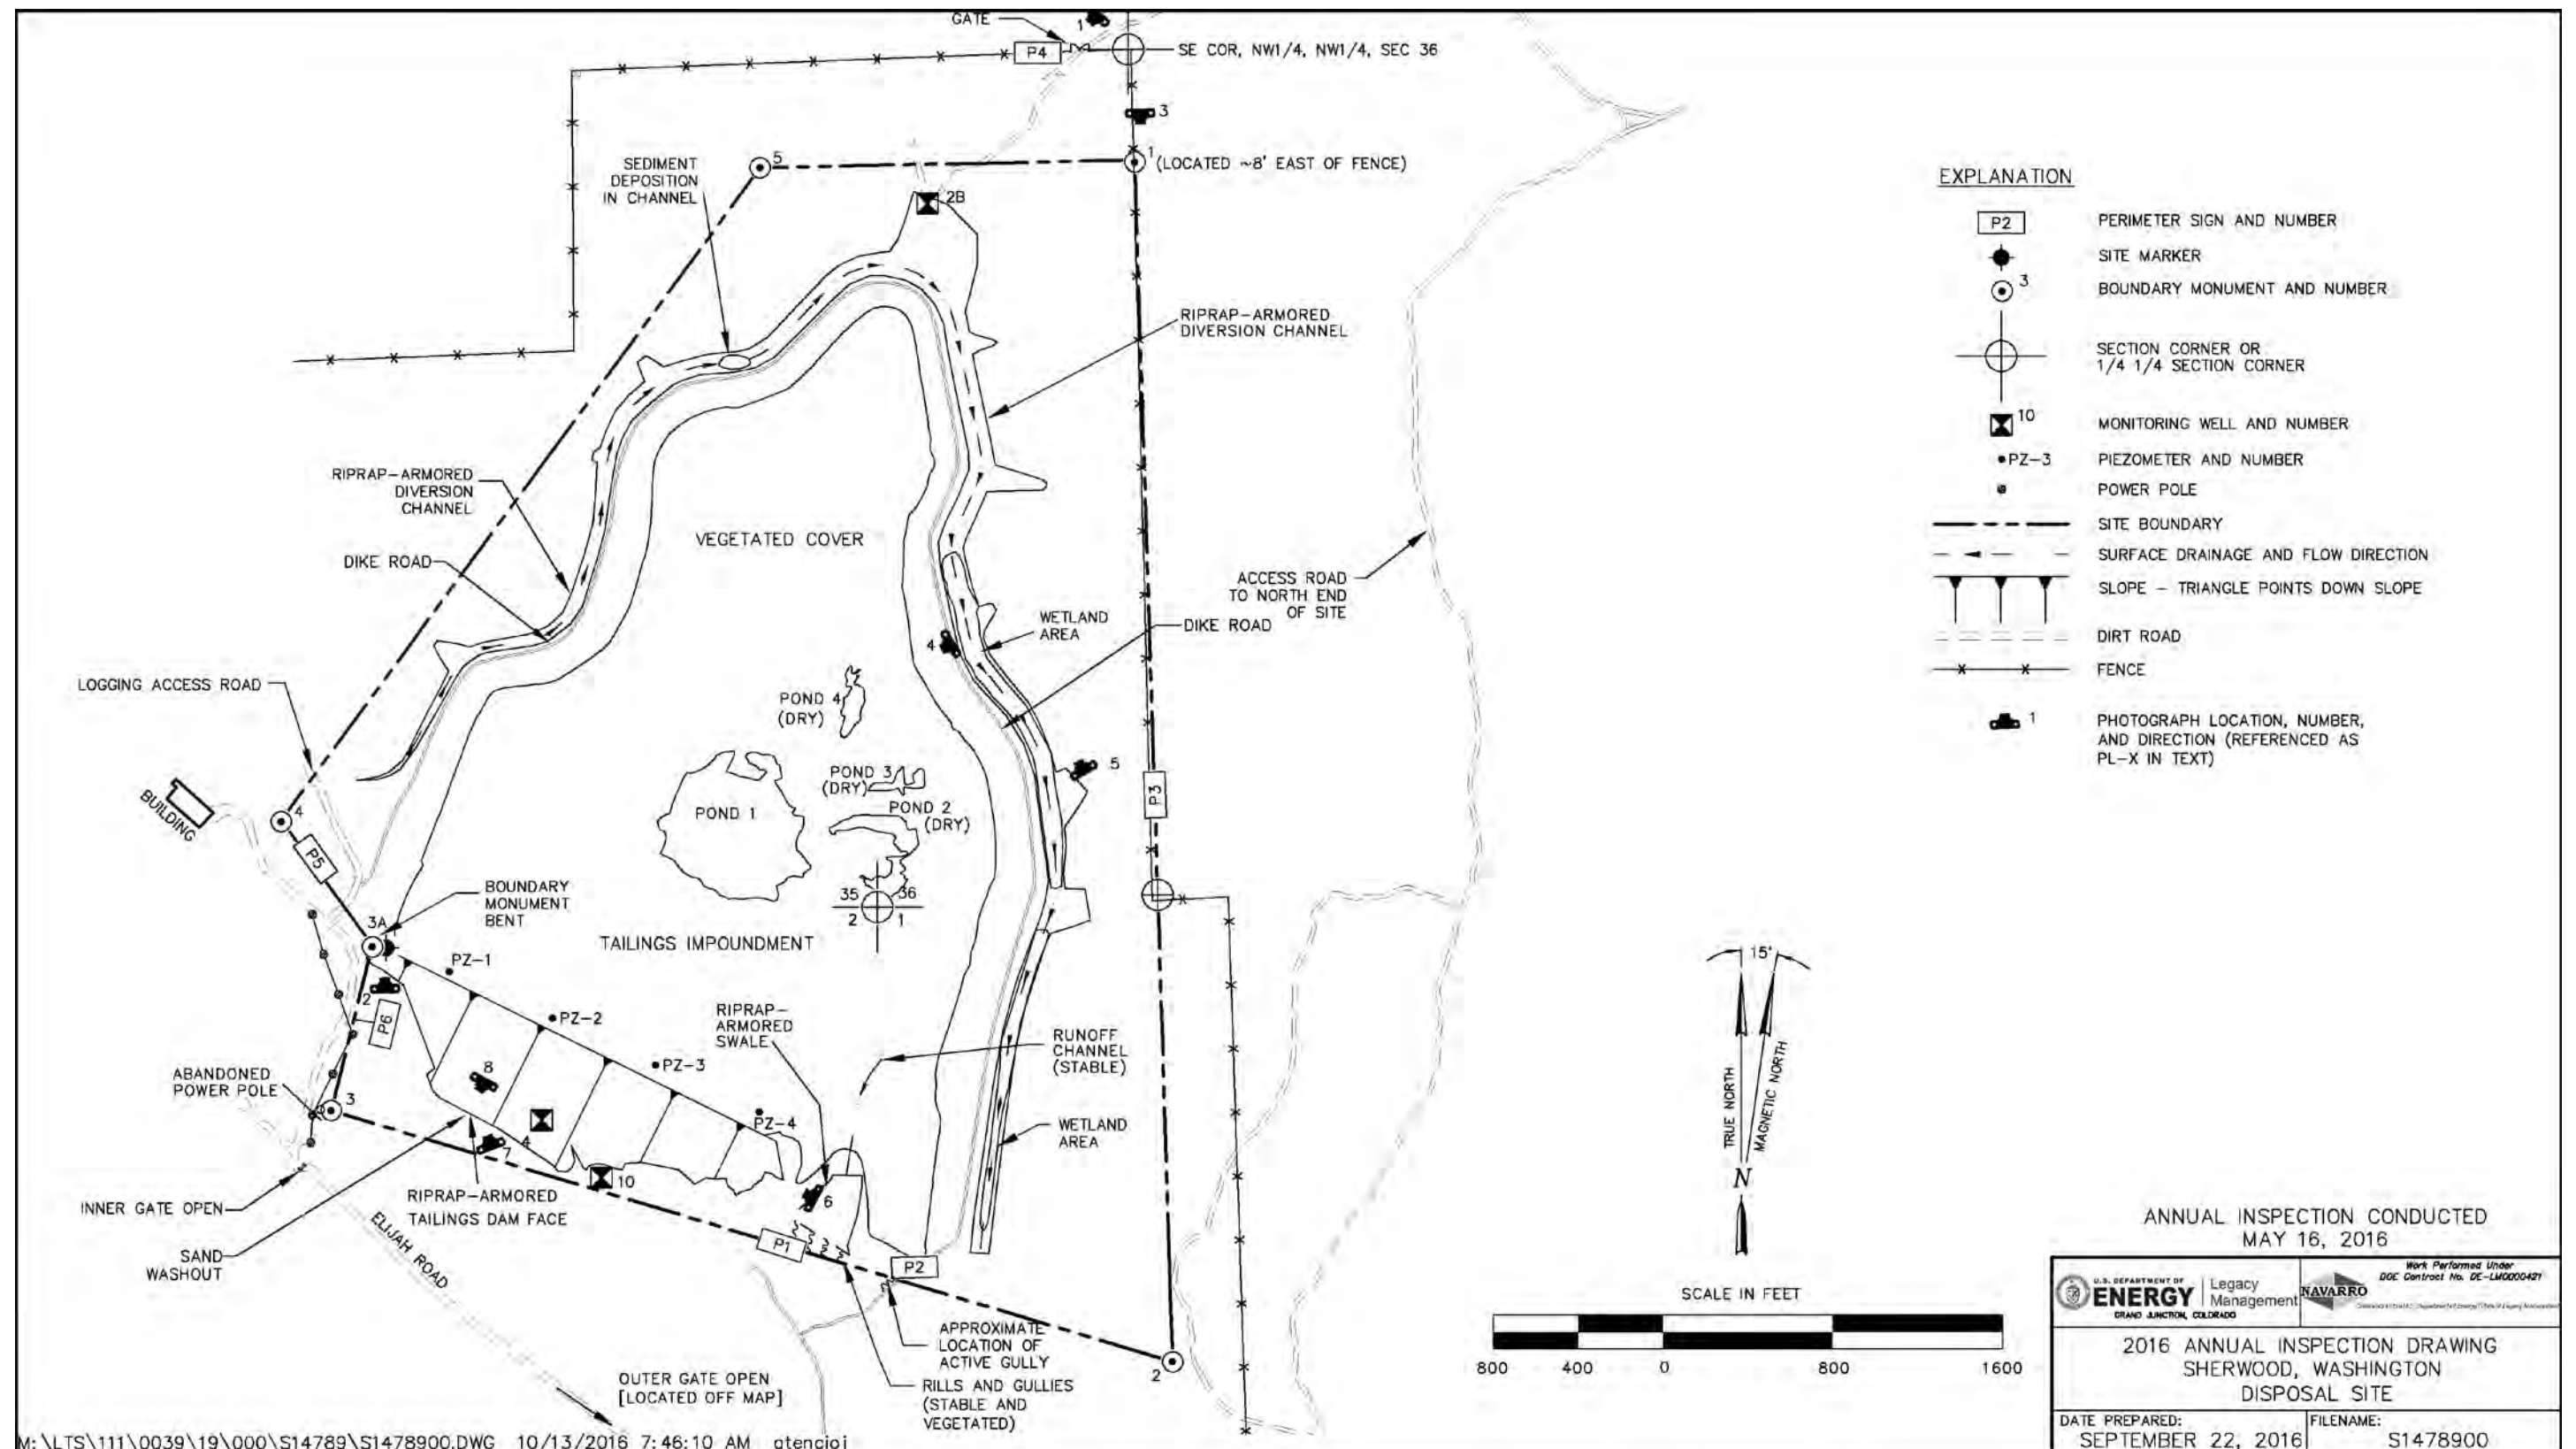 GATE
1
P4
SE COR, NW1/4, NW1/4, SEC 36
3
5
1
(LOCATED ~8' EAST OF FENCE)
SEDIMENT
DEPOSITION
IN CHANNEL
2B
RIPRAP-ARMORED
DIVERSION CHANNEL
RIPRAP-ARMORED
DIVERSION
CHANNEL
VEGETATED COVER
DIKE ROAD
ACCESS ROAD
TO NORTH END
OF SITE
WETLAND
AREA
DIKE ROAD
4
LOGGING ACCESS ROAD
POND 4
(DRY)
5
POND 3
(DRY)
POND 2
(DRY)
POND 1
P3
BUILDING
4
P5
BOUNDARY
MONUMENT
BENT
35
36
2
1
3A
1
TAILINGS IMPOUNDMENT
PZ-1
2
P6
PZ-2
RIPRAP-
ARMORED
SWALE
RUNOFF
CHANNEL
(STABLE)
PZ-3
8
ABANDONED
POWER POLE
3
PZ-4
WETLAND
AREA
4
7
10
6
INNER GATE OPEN
RIPRAP-ARMORED
TAILINGS DAM FACE
ELIJAH ROAD
SAND
WASHOUT
P1
P2
APPROXIMATE
LOCATION OF
ACTIVE GULLY
2
OUTER GATE OPEN
[LOCATED OFF MAP]
RILLS AND GULLIES
(STABLE AND
VEGETATED)
EXPLANATION
P2
PERIMETER SIGN AND NUMBER
SITE MARKER
3
BOUNDARY MONUMENT AND NUMBER
SECTION CORNER OR
1/4 1/4 SECTION CORNER
10
MONITORING WELL AND NUMBER
PZ-3
PIEZOMETER AND NUMBER
POWER POLE
SITE BOUNDARY
SURFACE DRAINAGE AND FLOW DIRECTION
SLOPE - TRIANGLE POINTS DOWN SLOPE
DIRT ROAD
FENCE
1
PHOTOGRAPH LOCATION, NUMBER,
AND DIRECTION (REFERENCED AS
PL-X IN TEXT)
15°
TRUE NORTH
MAGNETIC NORTH
N
SCALE IN FEET
800 400 0 800 1600
ANNUAL INSPECTION CONDUCTED
MAY 16, 2016
U.S. DEPARTMENT OF
ENERGY
Legacy
Management
GRAND JUNCTION, COLORADO
NAVARRO
Work Performed Under
DOE Contract No. DE-LM0000421
2016 ANNUAL INSPECTION DRAWING
SHERWOOD, WASHINGTON
DISPOSAL SITE
DATE PREPARED:
SEPTEMBER 22, 2016
FILENAME:
S1478900
M:\LTS\111\0039\19\000\S14789\S1478900.DWG 10/13/2016 7:46:10 AM atencioj